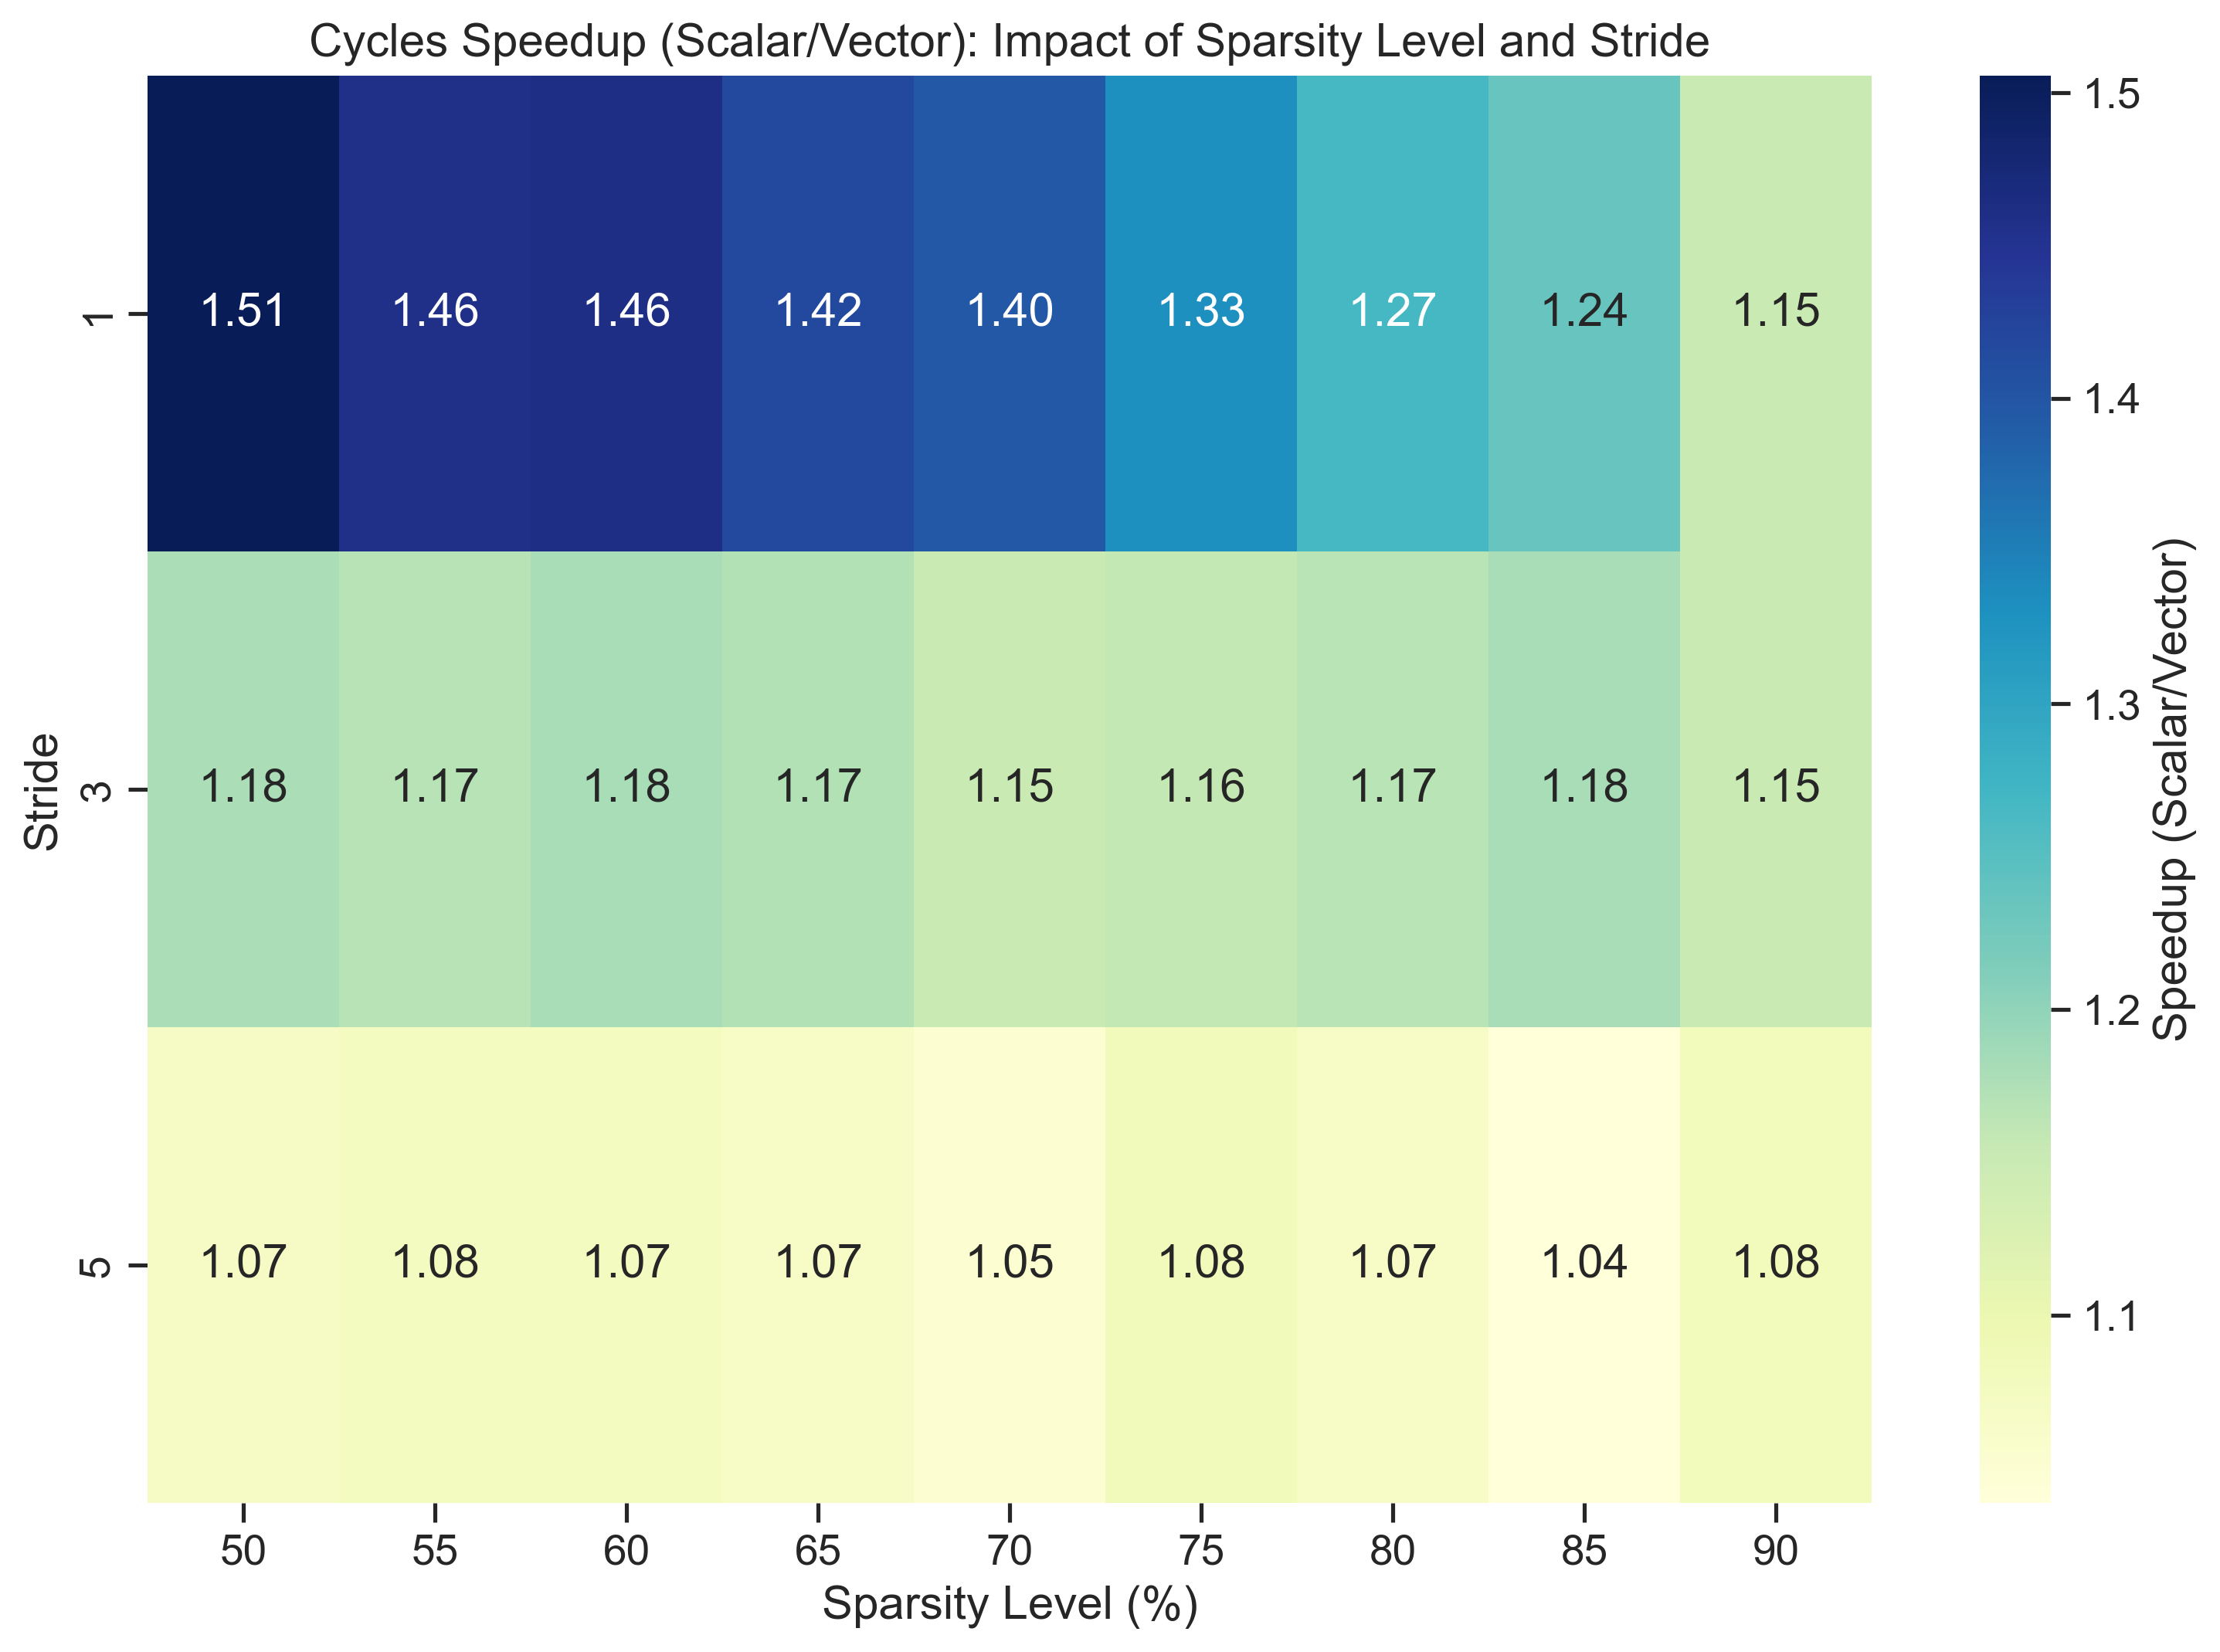 Cycles Speedup (Scalar/Vector): Impact of Sparsity Level and Stride
1.51 1.46 1.46 1.42 1.40 1.33 1.27 1.24 1.15
1.18 1.17 1.18 1.17 1.15 1.16 1.17 1.18 1.15
1.07 1.08 1.07 1.07 1.05 1.08 1.07 1.04 1.08
1
3
5
Stride
50 55 60 65 70 75 80 85 90
Sparsity Level (%)
1.5
1.4
1.3
1.2
1.1
Speedup (Scalar/Vector)